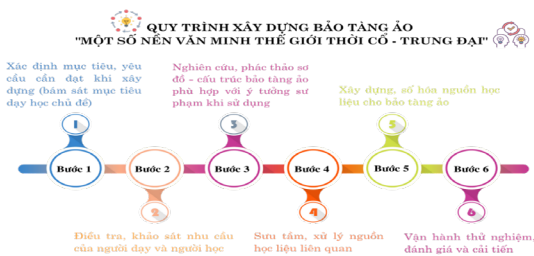 QUY TRÌNH XÂY DỰNG BẢO TÀNG ẢO
"MỘT SỐ NỀN VĂN MINH THẾ GIỚI THỜI CỔ - TRUNG ĐẠI"
Xác định mục tiêu, yêu
cầu cần đạt khi xây
dựng (bám sát mục tiêu
dạy học chủ đề)
Nghiên cứu, phác thảo sơ
đồ - cấu trúc bảo tàng ảo
phù hợp với ý tưởng sư
phạm khi sử dụng
Xây dựng, số hóa nguồn học
liệu cho bảo tàng ảo
1
3
5
Bước 1
Bước 2
Bước 3
Bước 4
Bước 5
Bước 6
2
4
6
Điều tra, khảo sát nhu cầu
của người dạy và người học
Sưu tầm, xử lý nguồn
học liệu liên quan
Vận hành thử nghiệm,
đánh giá và cải tiến